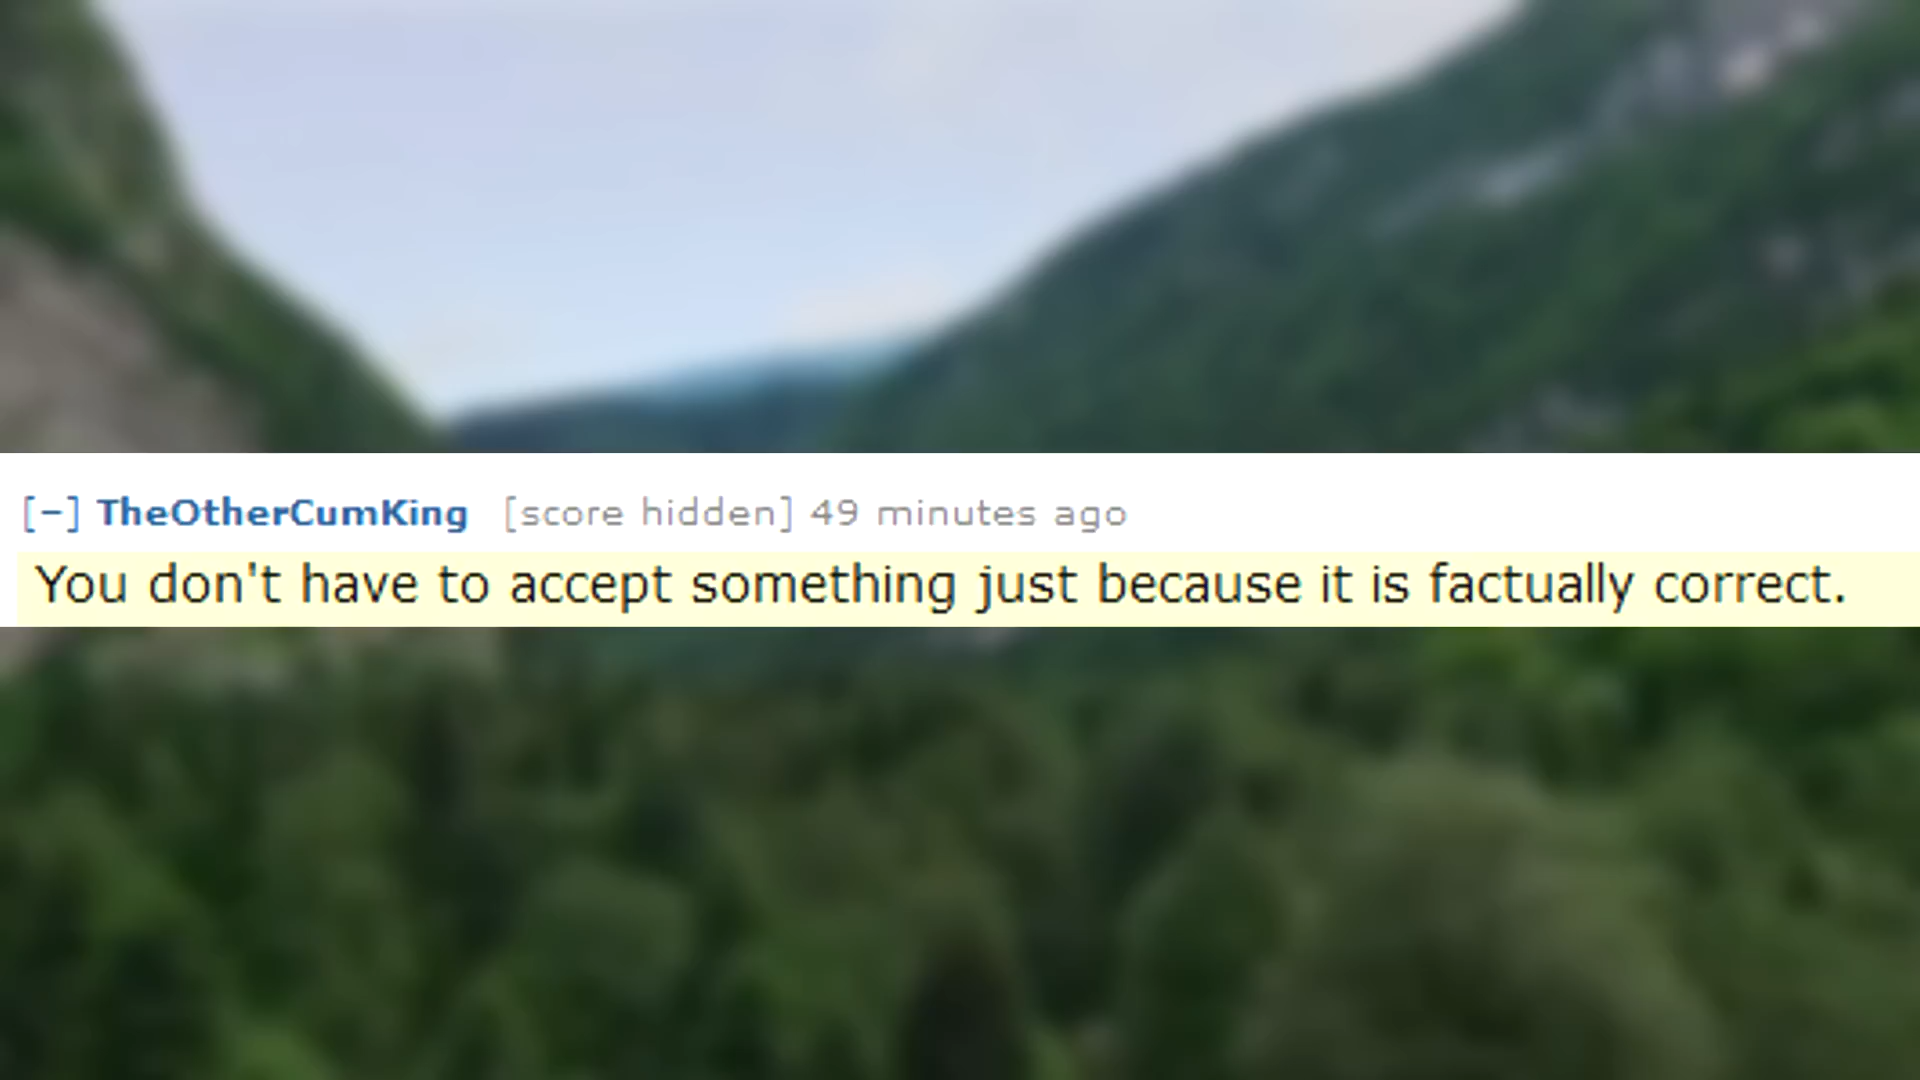 [–] TheOtherCumKing [score hidden] 49 minutes ago
You don't have to accept something just because it is factually correct.